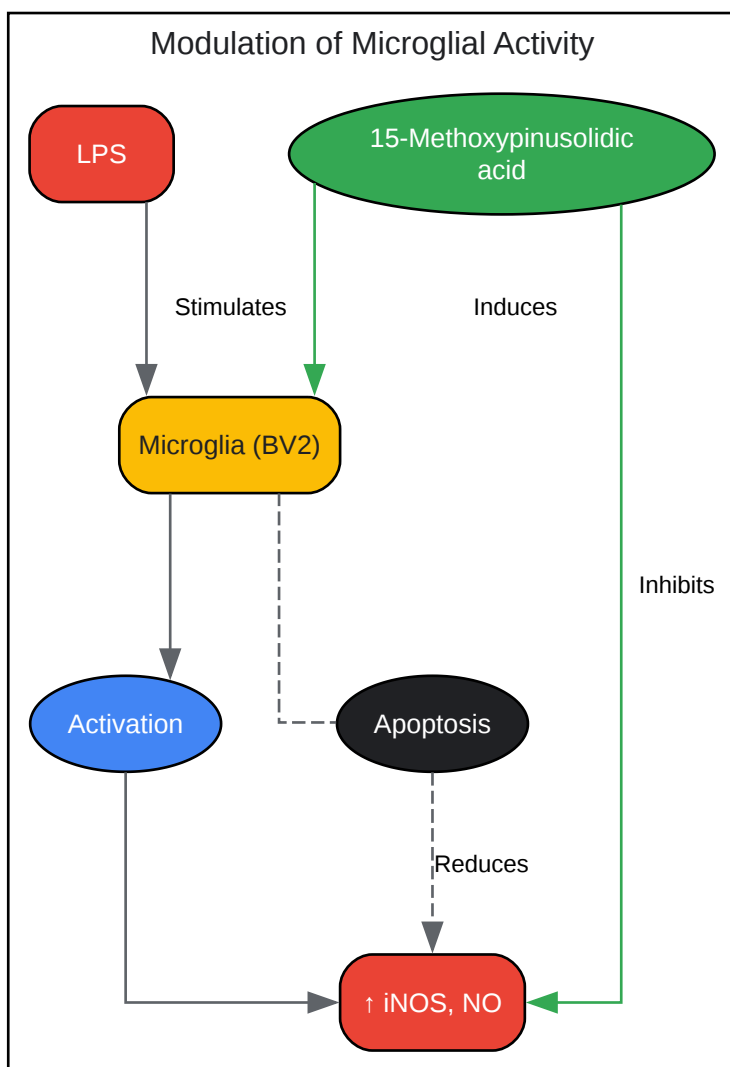 Modulation of Microglial Activity
LPS
15-Methoxypinusolidic
acid
Stimulates
Induces
Microglia (BV2)
Inhibits
Activation
Apoptosis
Reduces
↑ iNOS, NO